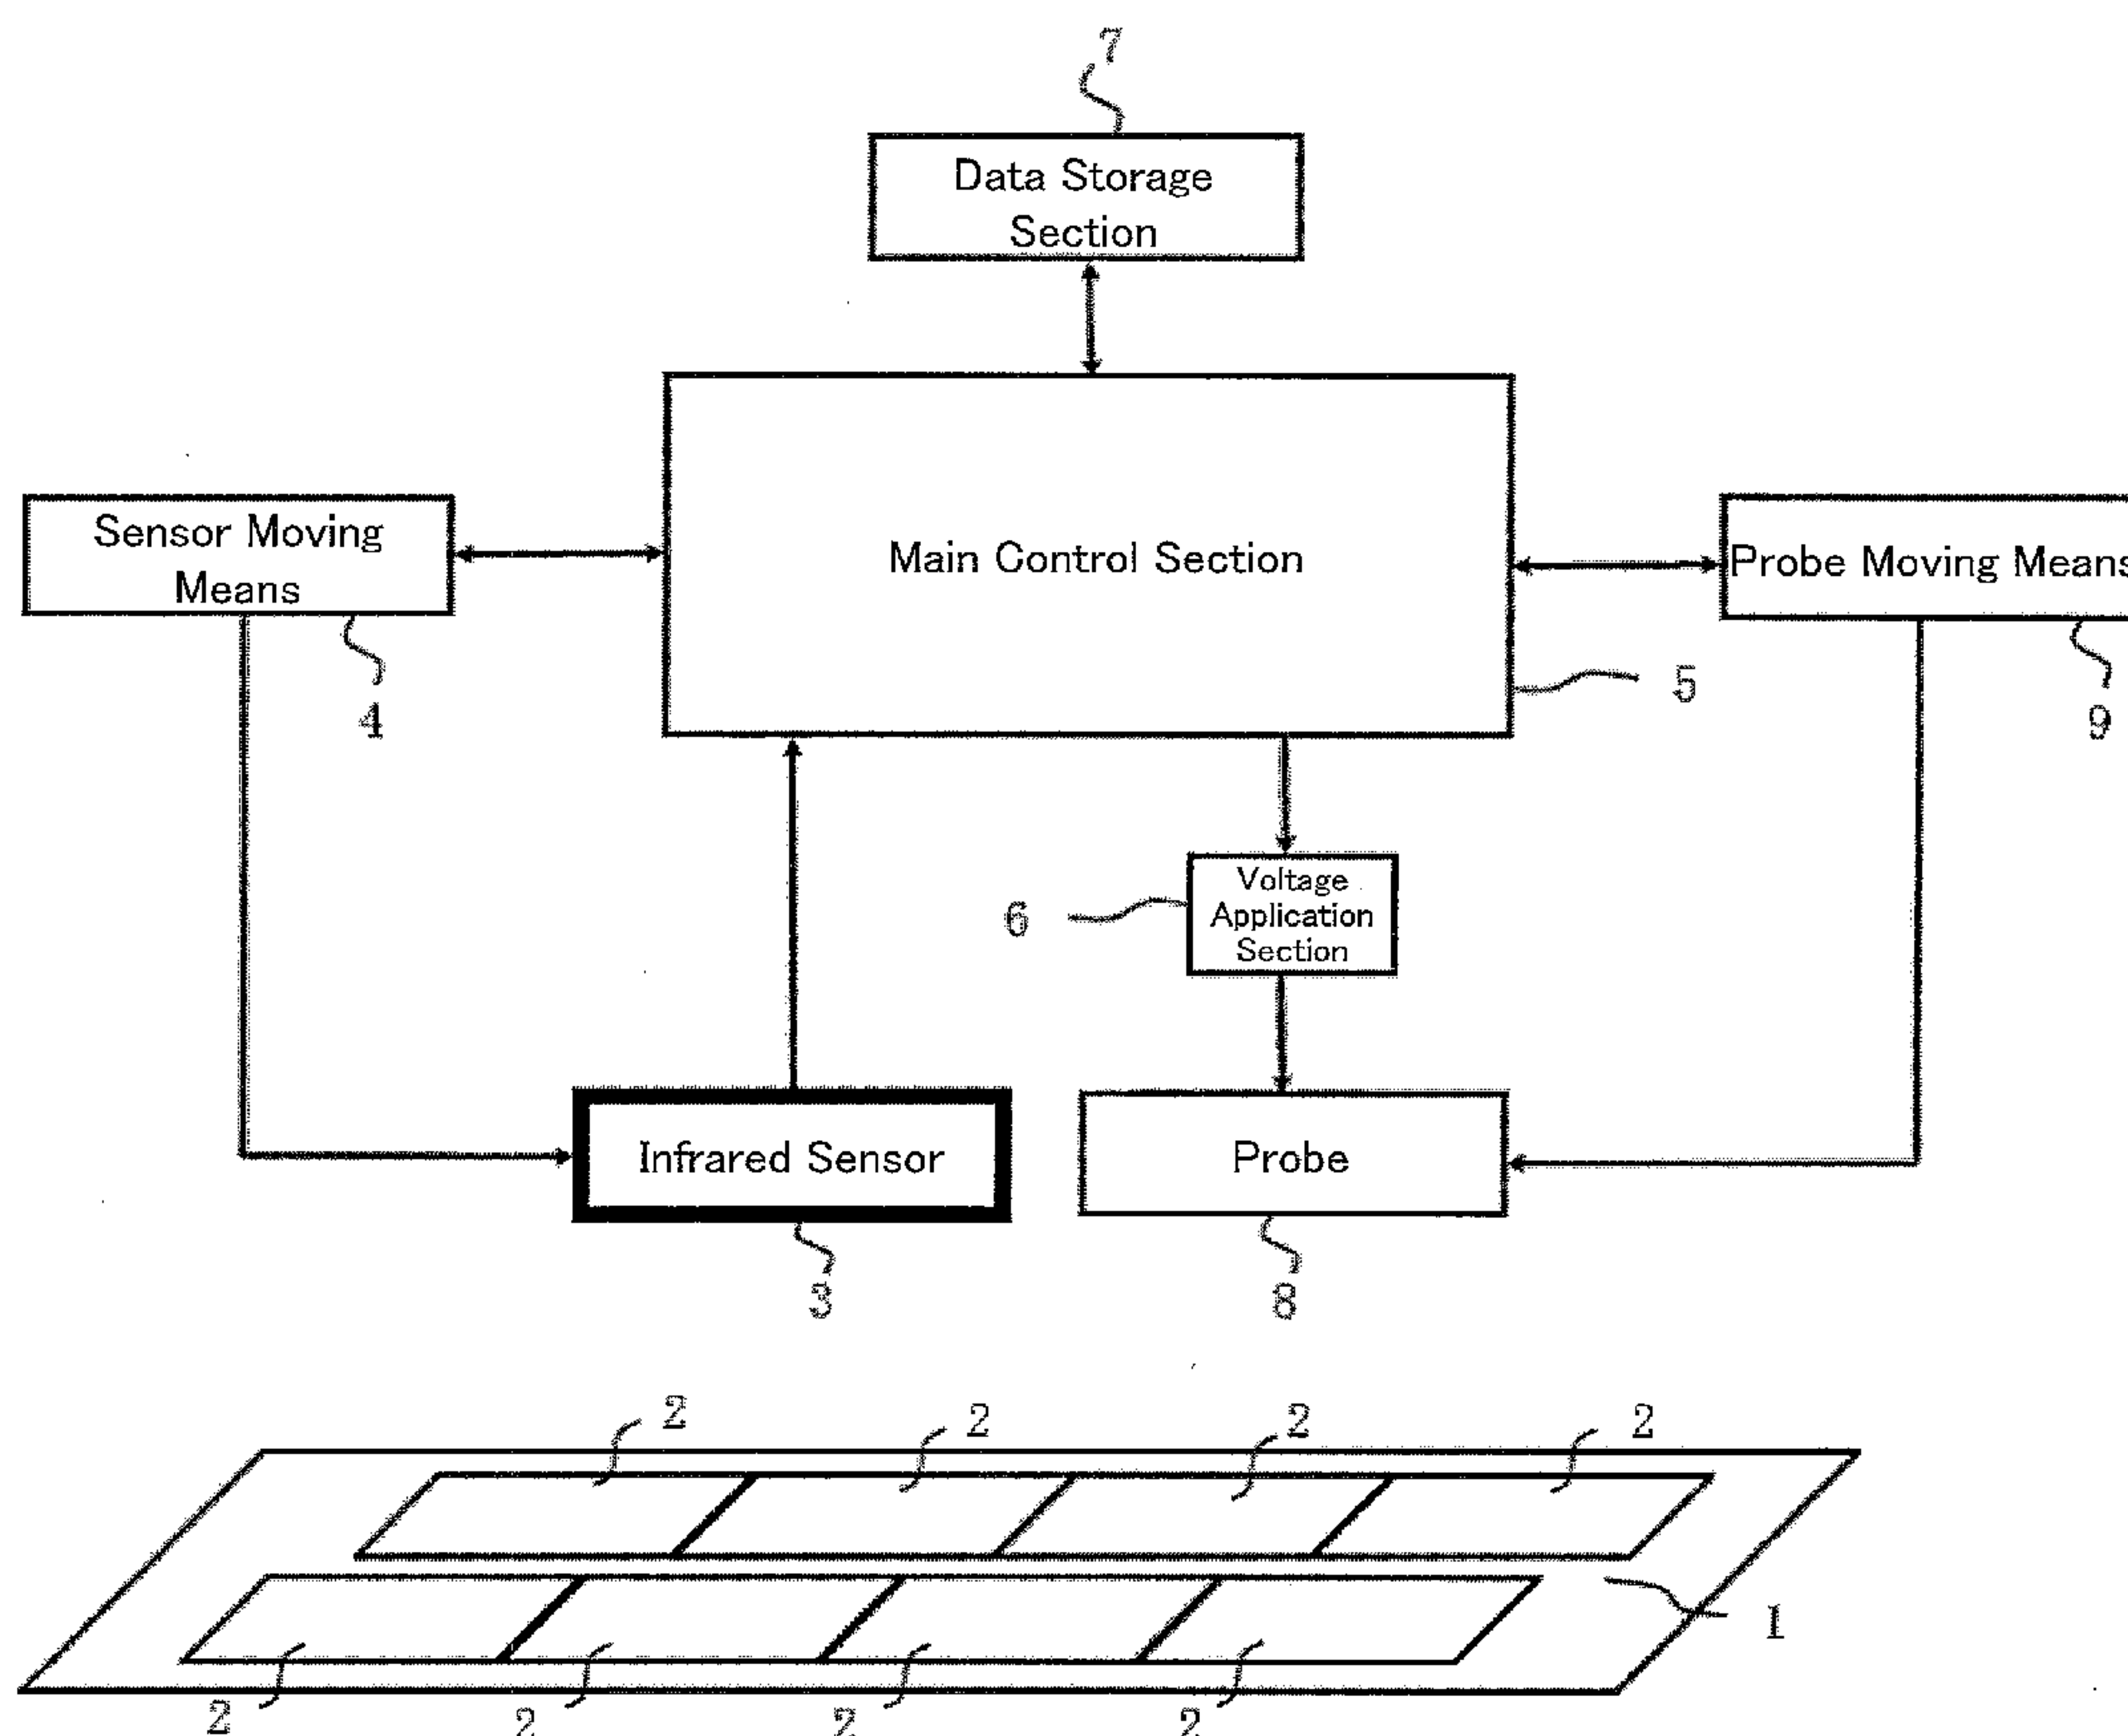 7
Data Storage
Section
Sensor Moving
Means
Main Control Section
Probe Moving Means
5
4
9
Voltage
Application
Section
6
Infrared Sensor
Probe
3
8
2
2
2
2
1
2
2
2
2